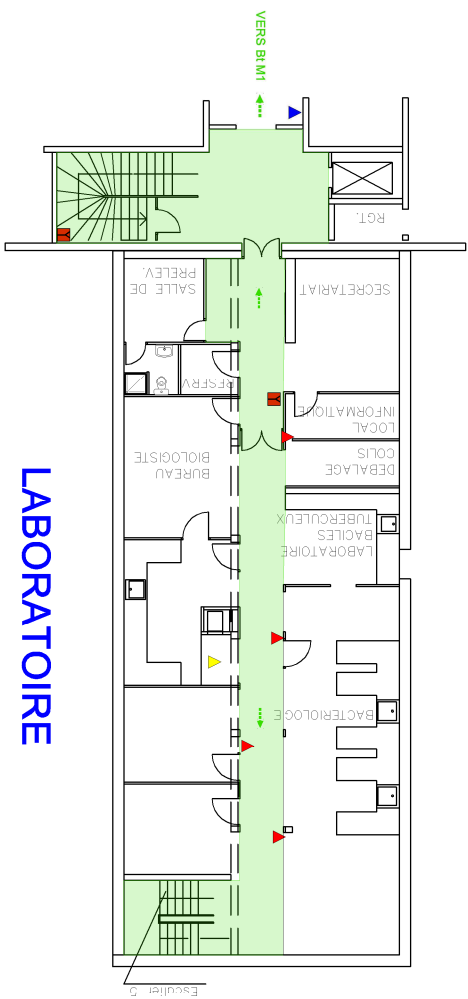 VERS Bt M1
RGT.
SALLE DE
PRELEV.
SECRETARIAT
RESERV
LOCAL
INFORMATIQUE
DEBALAGE
COLIS
BUREAU
BIOLOGISTE
LABORATOIRE
BACILES
TUBERCULEUX
LABORATOIRE
BACTERIOLOGIE
Escalier 5